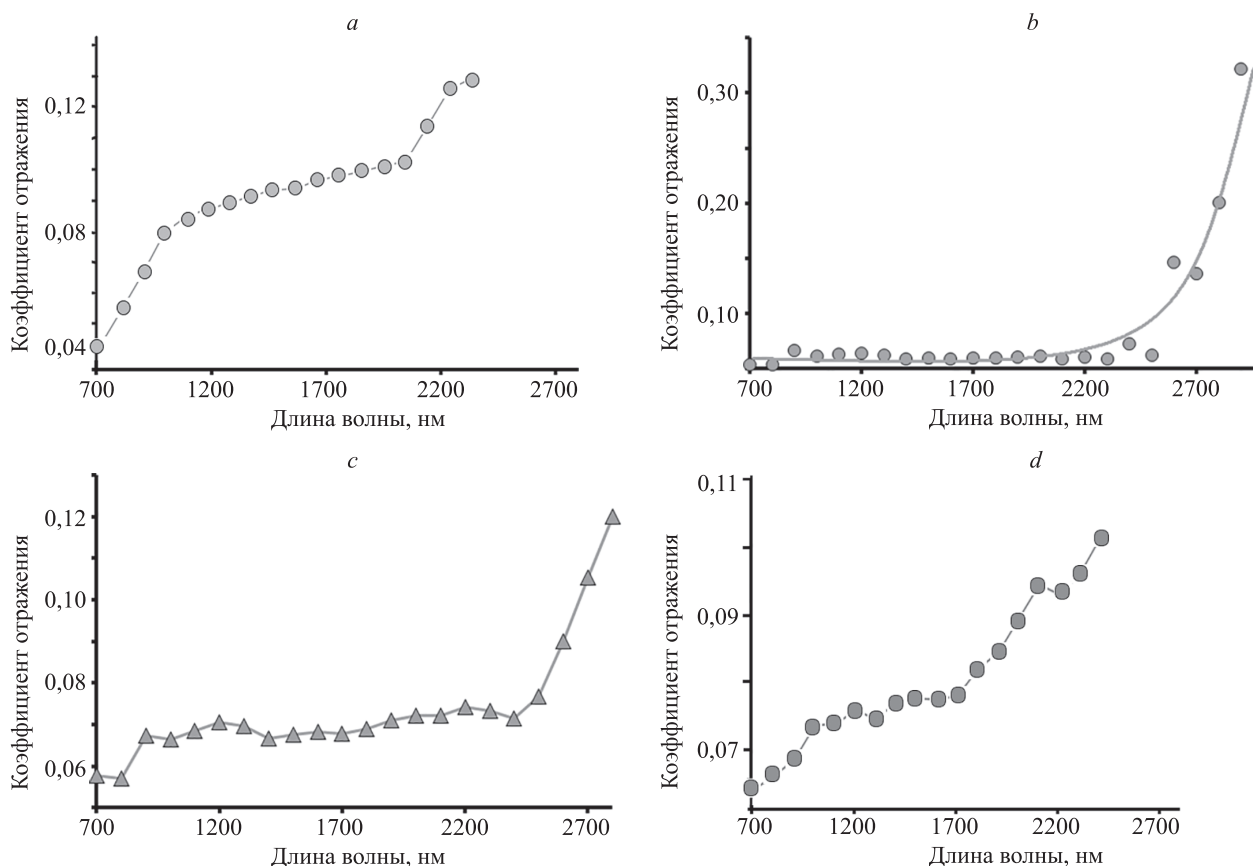 a
Коэффициент отражения
0,12
0,08
0,04
700 1200 1700 2200 2700
Длина волны, нм
b
Коэффициент отражения
0,30
0,20
0,10
700 1200 1700 2200 2700
Длина волны, нм
c
Коэффициент отражения
0,12
0,10
0,08
0,06
700 1200 1700 2200 2700
Длина волны, нм
d
Коэффициент отражения
0,11
0,09
0,07
700 1200 1700 2200 2700
Длина волны, нм